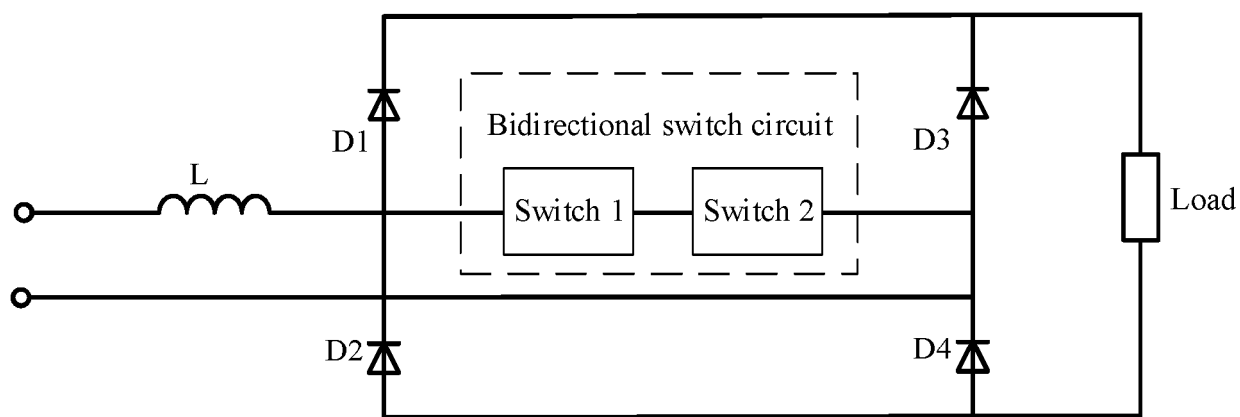 Bidirectional switch circuit
D1
D3
L
Switch 1
Switch 2
Load
D2
D4